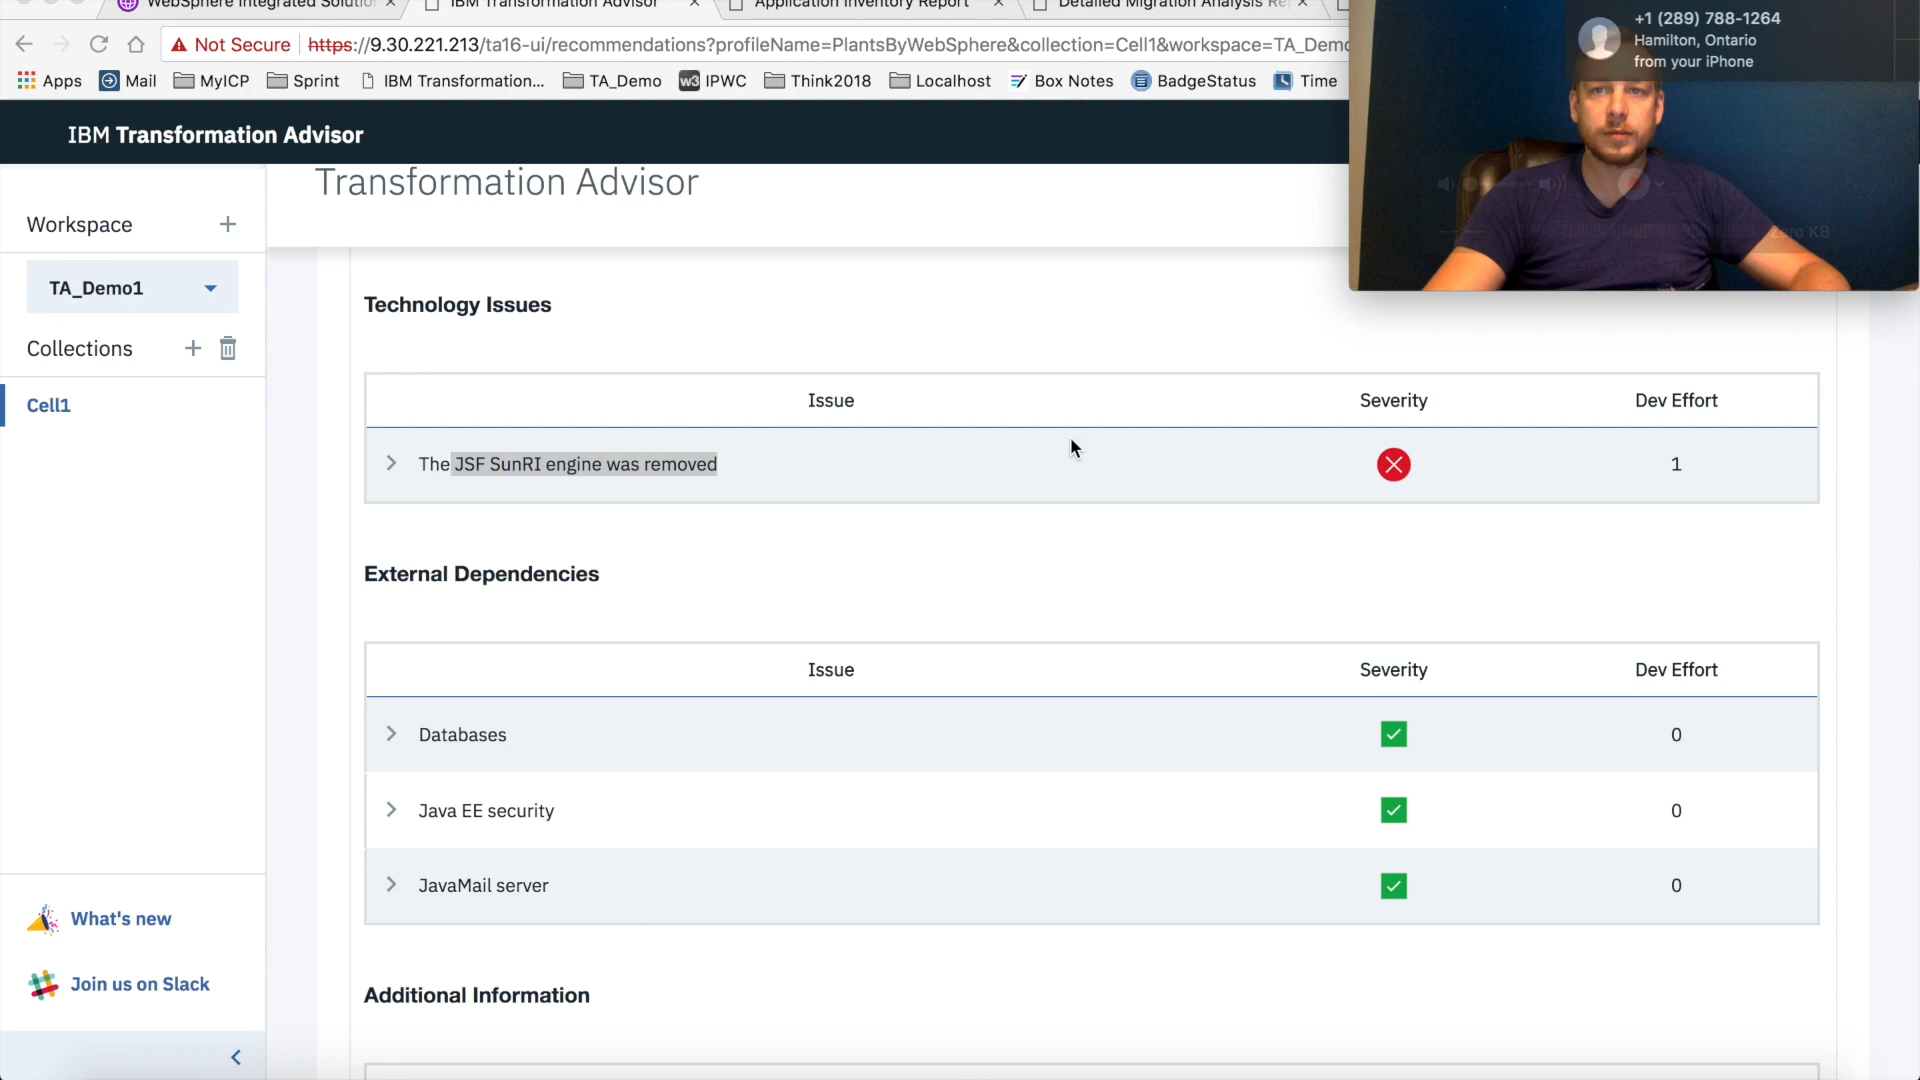 WebSphere Integrated Solutio
IBM Transformation Advisor
Application Inventory Report
Detailed Migration Analysis Re
Not Secure
https://9.30.221.213/ta16-ui/recommendations?profileName=PlantsByWebSphere&collection=Cell1&workspace=TA_Demo
Apps
Mail
MyICP
Sprint
IBM Transformation...
TA_Demo
w3 IPWC
Think2018
Localhost
Box Notes
BadgeStatus
Time
+1 (289) 788-1264
Hamilton, Ontario
from your iPhone
Zero KB
IBM Transformation Advisor
Transformation Advisor
Workspace
TA_Demo1
Collections
Cell1
What's new
Join us on Slack
Technology Issues
Issue Severity Dev Effort
The JSF SunRI engine was removed 1
External Dependencies
Issue Severity Dev Effort
Databases 0
Java EE security 0
JavaMail server 0
Additional Information